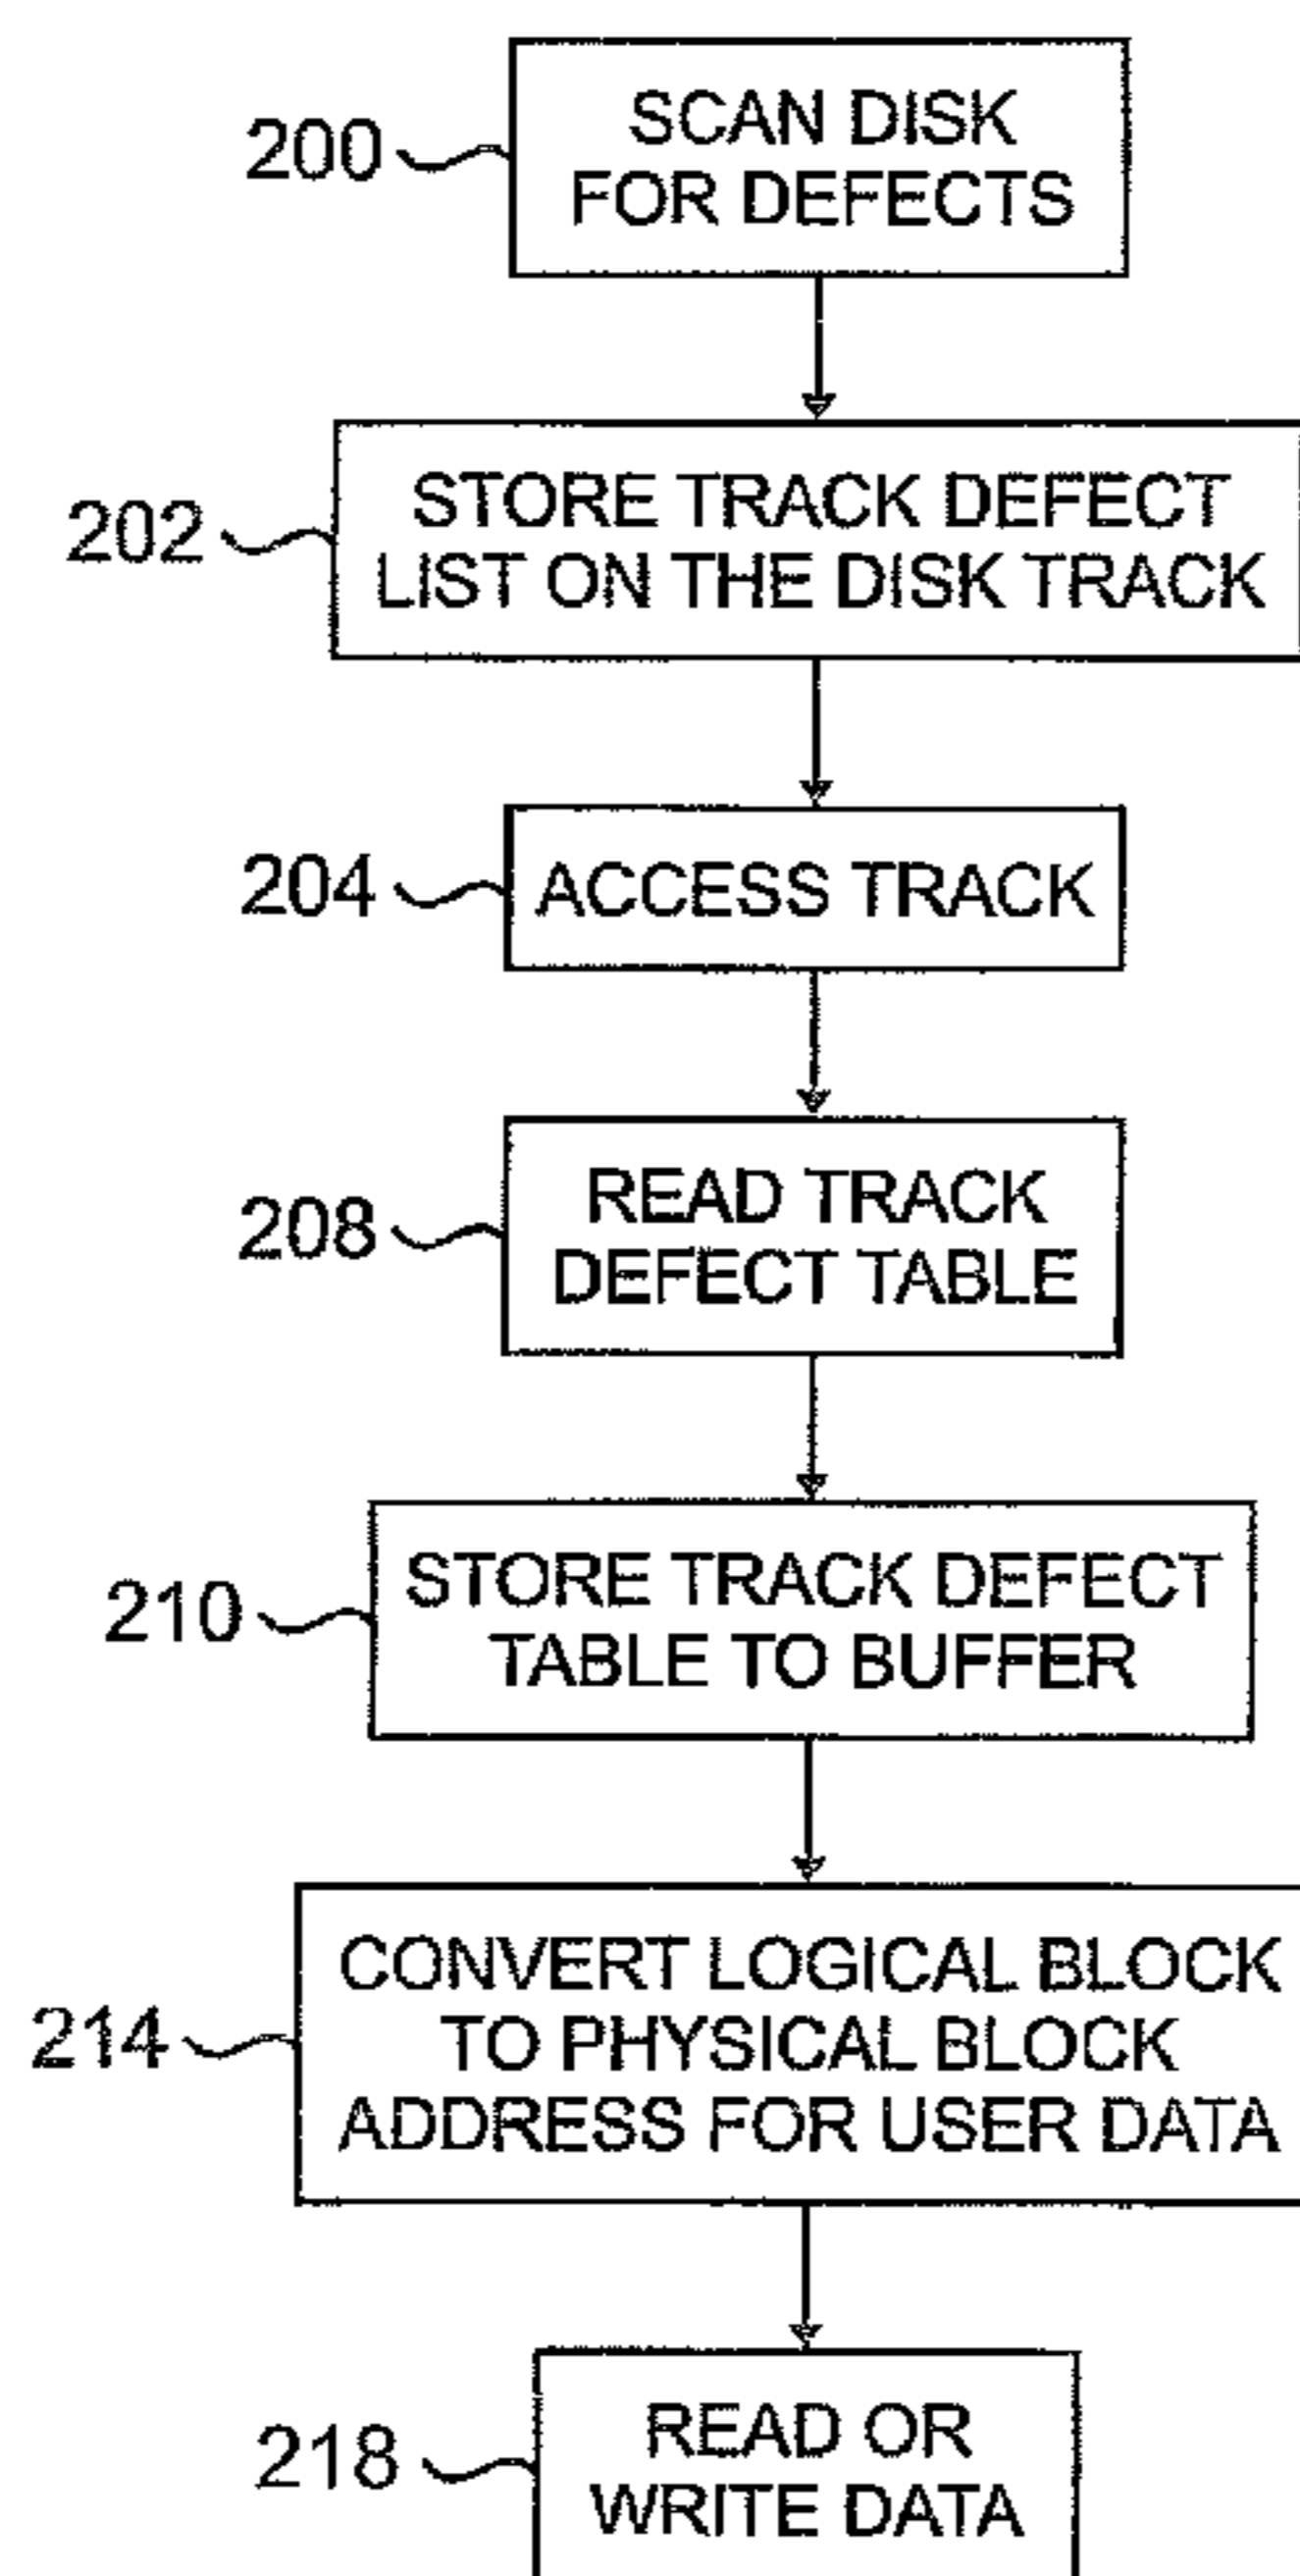 200
SCAN DISK
FOR DEFECTS
202
STORE TRACK DEFECT
LIST ON THE DISK TRACK
204
ACCESS TRACK
208
READ TRACK
DEFECT TABLE
210
STORE TRACK DEFECT
TABLE TO BUFFER
214
CONVERT LOGICAL BLOCK
TO PHYSICAL BLOCK
ADDRESS FOR USER DATA
218
READ OR
WRITE DATA